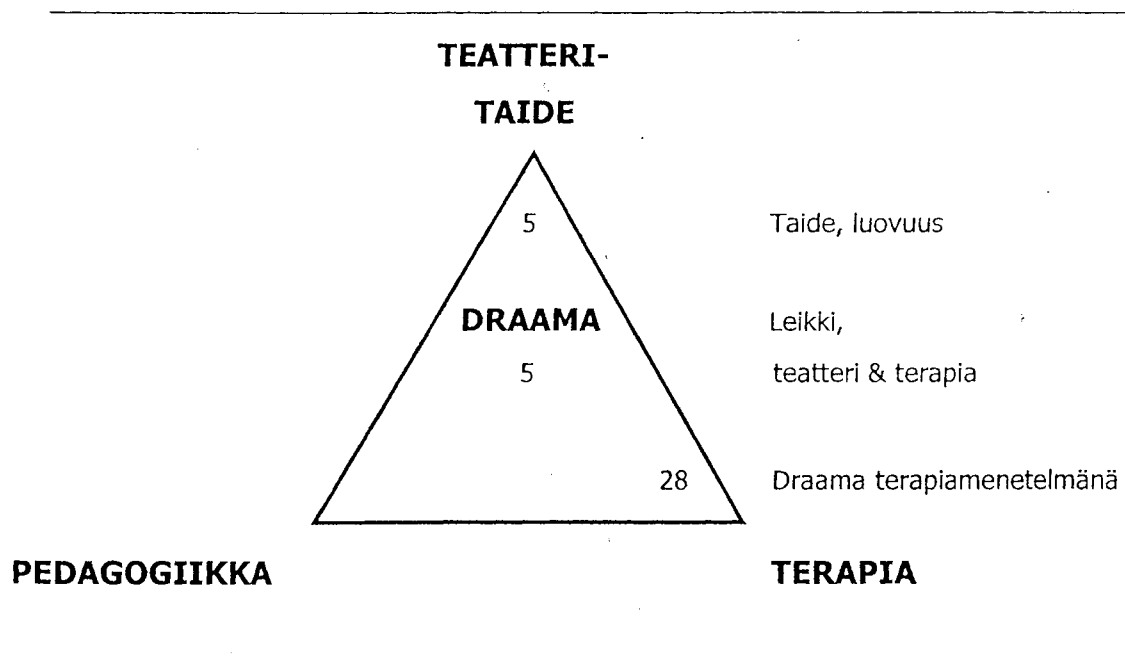 TEATTERI-
TAIDE
5 Taide, luovuus
DRAAMA Leikki,
5 teatteri & terapia
28 Draama terapiamenetelmänä
PEDAGOGIIKKA TERAPIA